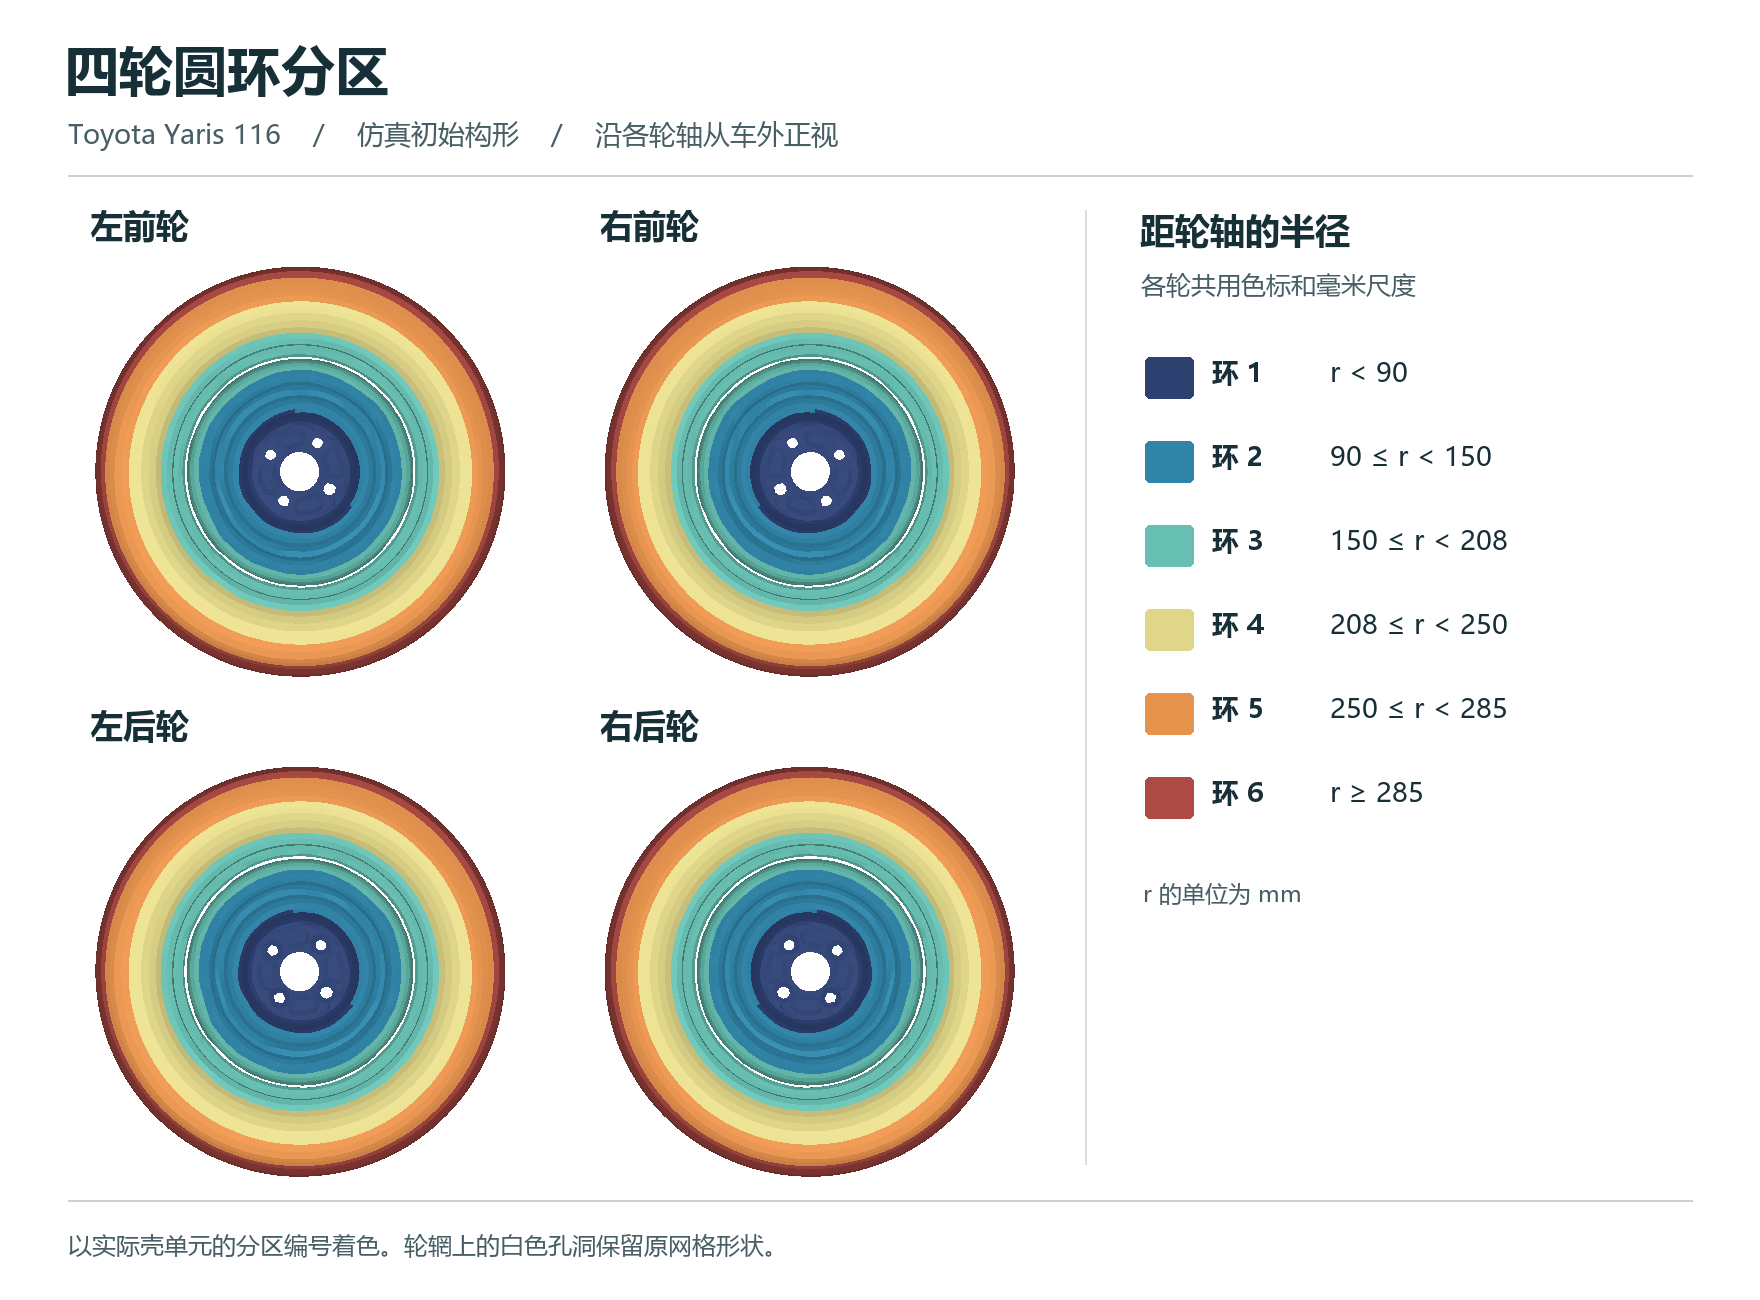 四轮圆环分区
Toyota Yaris 116 / 仿真初始构形 / 沿各轮轴从车外正视
左前轮
右前轮
左后轮
右后轮
距轮轴的半径
各轮共用色标和毫米尺度
环 1 r < 90
环 2 90 ≤ r < 150
环 3 150 ≤ r < 208
环 4 208 ≤ r < 250
环 5 250 ≤ r < 285
环 6 r ≥ 285
r 的单位为 mm
以实际壳单元的分区编号着色。轮辋上的白色孔洞保留原网格形状。